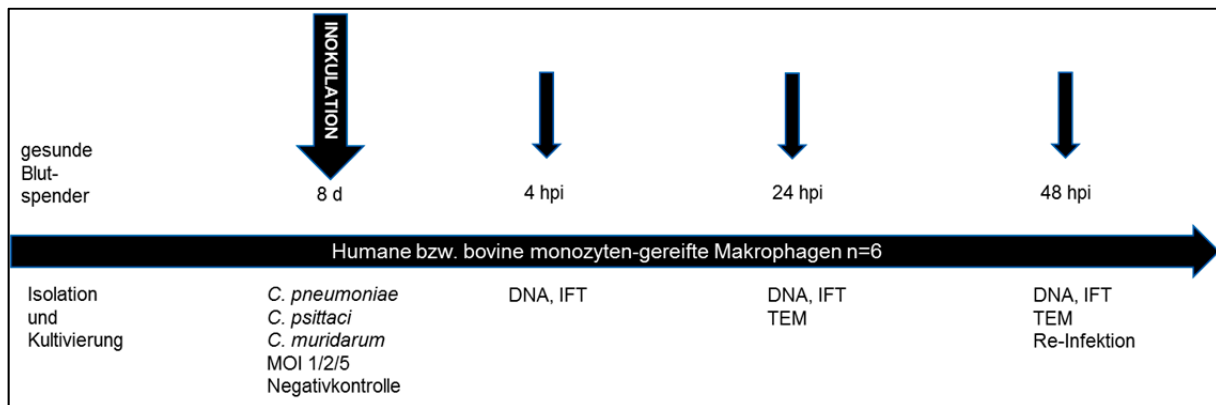 INOKULATION
gesunde
Blut-
spender
8 d
4 hpi
24 hpi
48 hpi
Humane bzw. bovine monozyten-gereifte Makrophagen n=6
Isolation
und
Kultivierung
C. pneumoniae
C. psittaci
C. muridarum
MOI 1/2/5
Negativkontrolle
DNA, IFT
DNA, IFT
TEM
DNA, IFT
TEM
Re-Infektion